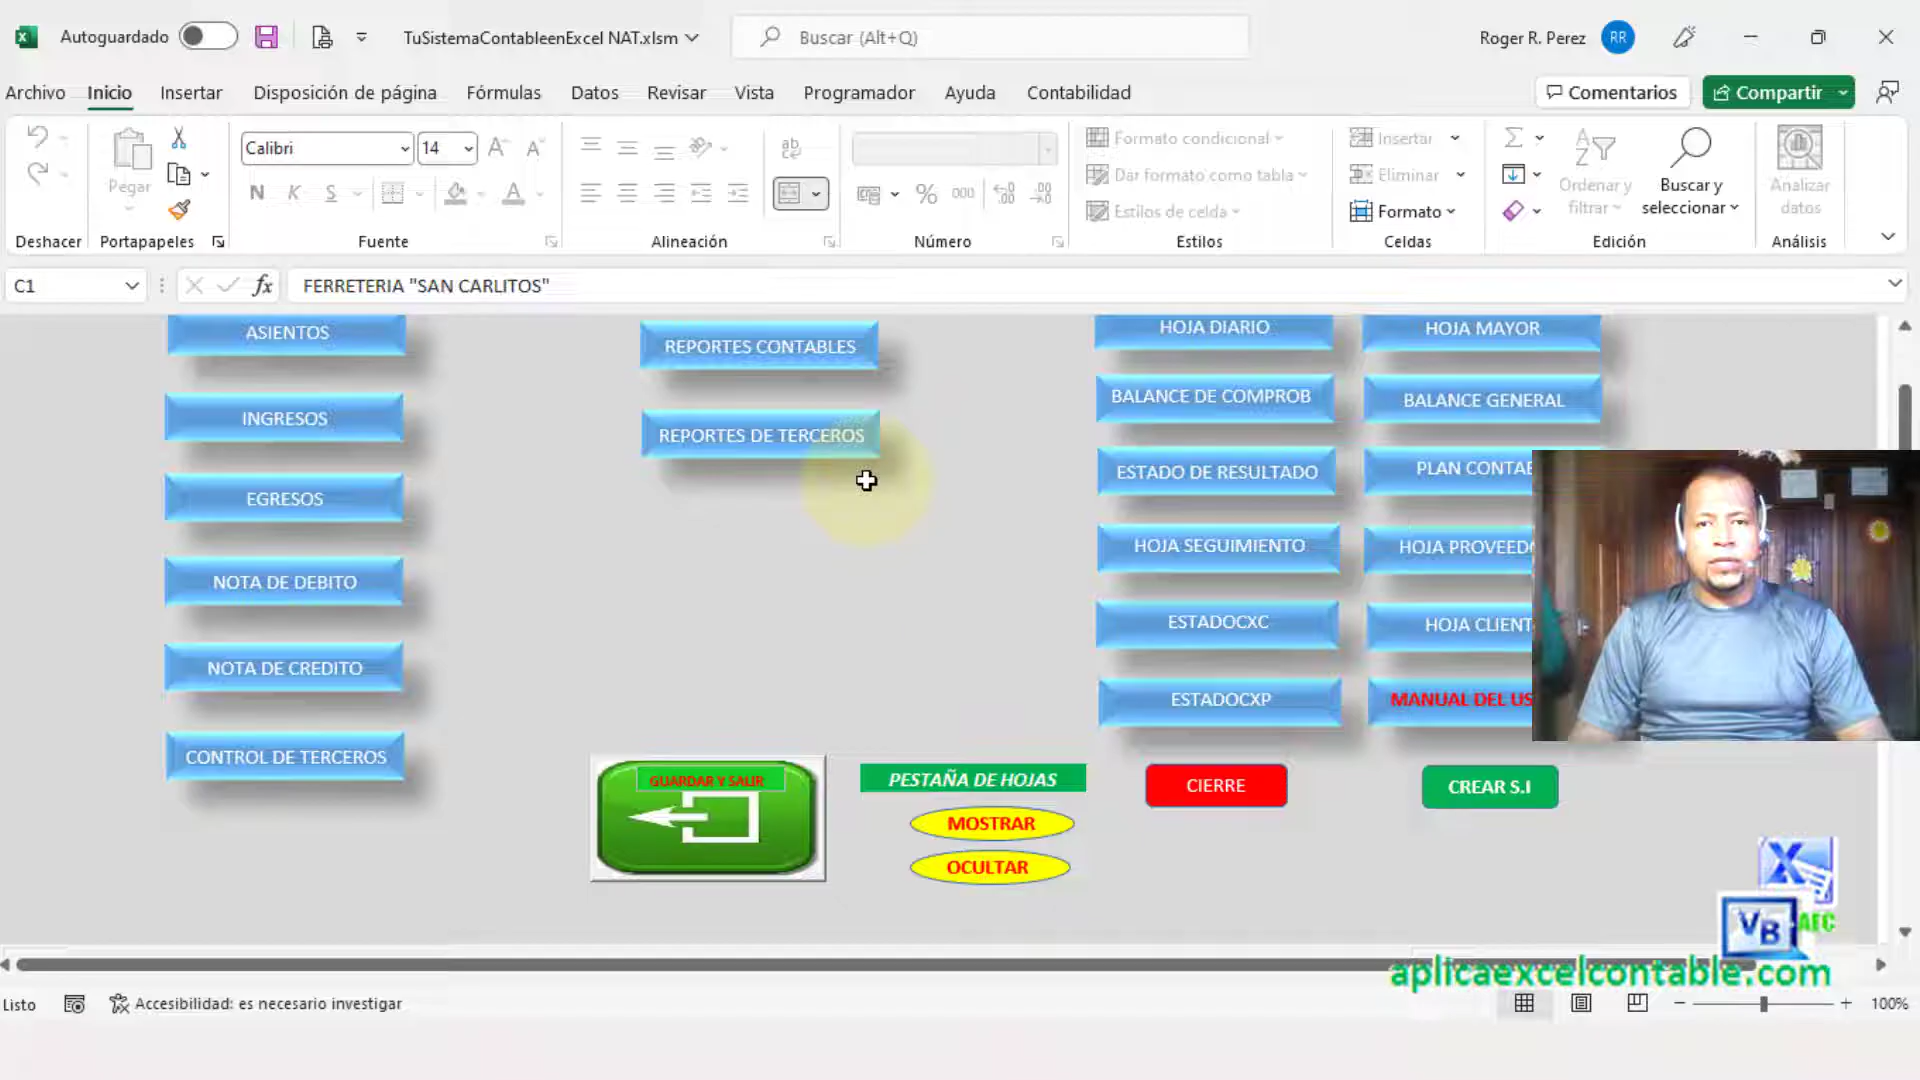 Autoguardado
TuSistemaContableenExcel NAT.xlsm
Buscar (Alt+Q)
Roger R. Perez
RR
Archivo
Inicio
Insertar
Disposición de página
Fórmulas
Datos
Revisar
Vista
Programador
Ayuda
Contabilidad
Comentarios
Compartir
Pegar
Calibri
14
N K S
ab
% 000
Formato condicional
Dar formato como tabla
Estilos de celda
Insertar
Eliminar
Formato
Ordenar y
filtrar
Buscar y
seleccionar
Analizar
datos
Deshacer
Portapapeles
Fuente
Alineación
Número
Estilos
Celdas
Edición
Análisis
C1
fx
FERRETERIA "SAN CARLITOS"
ASIENTOS
INGRESOS
EGRESOS
NOTA DE DEBITO
NOTA DE CREDITO
CONTROL DE TERCEROS
REPORTES CONTABLES
REPORTES DE TERCEROS
HOJA DIARIO
HOJA MAYOR
BALANCE DE COMPROB
BALANCE GENERAL
ESTADO DE RESULTADO
PLAN CONTAB
HOJA SEGUIMIENTO
HOJA PROVEED
ESTADOCXC
HOJA CLIENT
ESTADOCXP
MANUAL DEL US
GUARDAR Y SALIR
PESTAÑA DE HOJAS
MOSTRAR
OCULTAR
CIERRE
CREAR S.I
X
VB
AEC
aplicaexcelcontable.com
Listo
Accesibilidad: es necesario investigar
100%